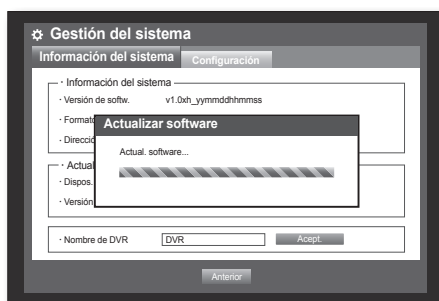 Gestión del sistema
Información del sistema Configuración
· Información del sistema
· Versión de softw. v1.0xh_yymmddhhmmss
· Formato
Actualizar software
· Direcció
Actual. software...
· Actual
· Dispos.
· Versión
· Nombre de DVR DVR Acept.
Anterior